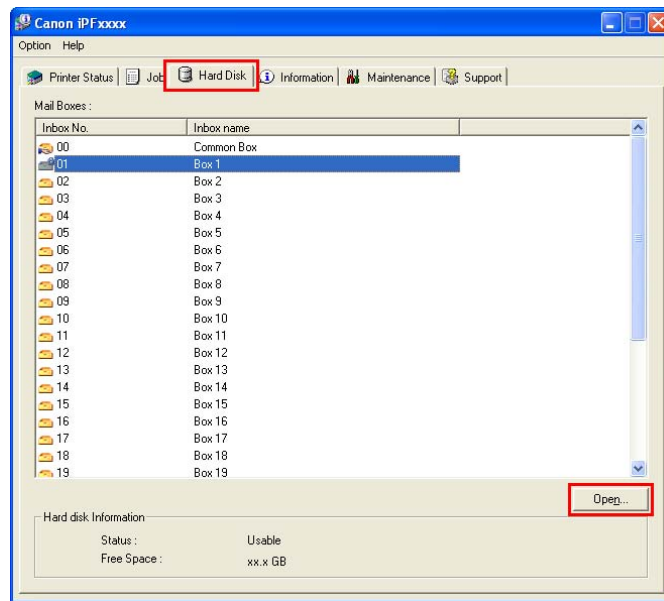 Canon iPFxxxx
Option Help
Printer Status Job Hard Disk Information Maintenance Support
Mail Boxes :
Inbox No. Inbox name
00 Common Box
01 Box 1
02 Box 2
03 Box 3
04 Box 4
05 Box 5
06 Box 6
07 Box 7
08 Box 8
09 Box 9
10 Box 10
11 Box 11
12 Box 12
13 Box 13
14 Box 14
15 Box 15
16 Box 16
17 Box 17
18 Box 18
19 Box 19
Open...
Hard disk Information
Status : Usable
Free Space : xx.x GB